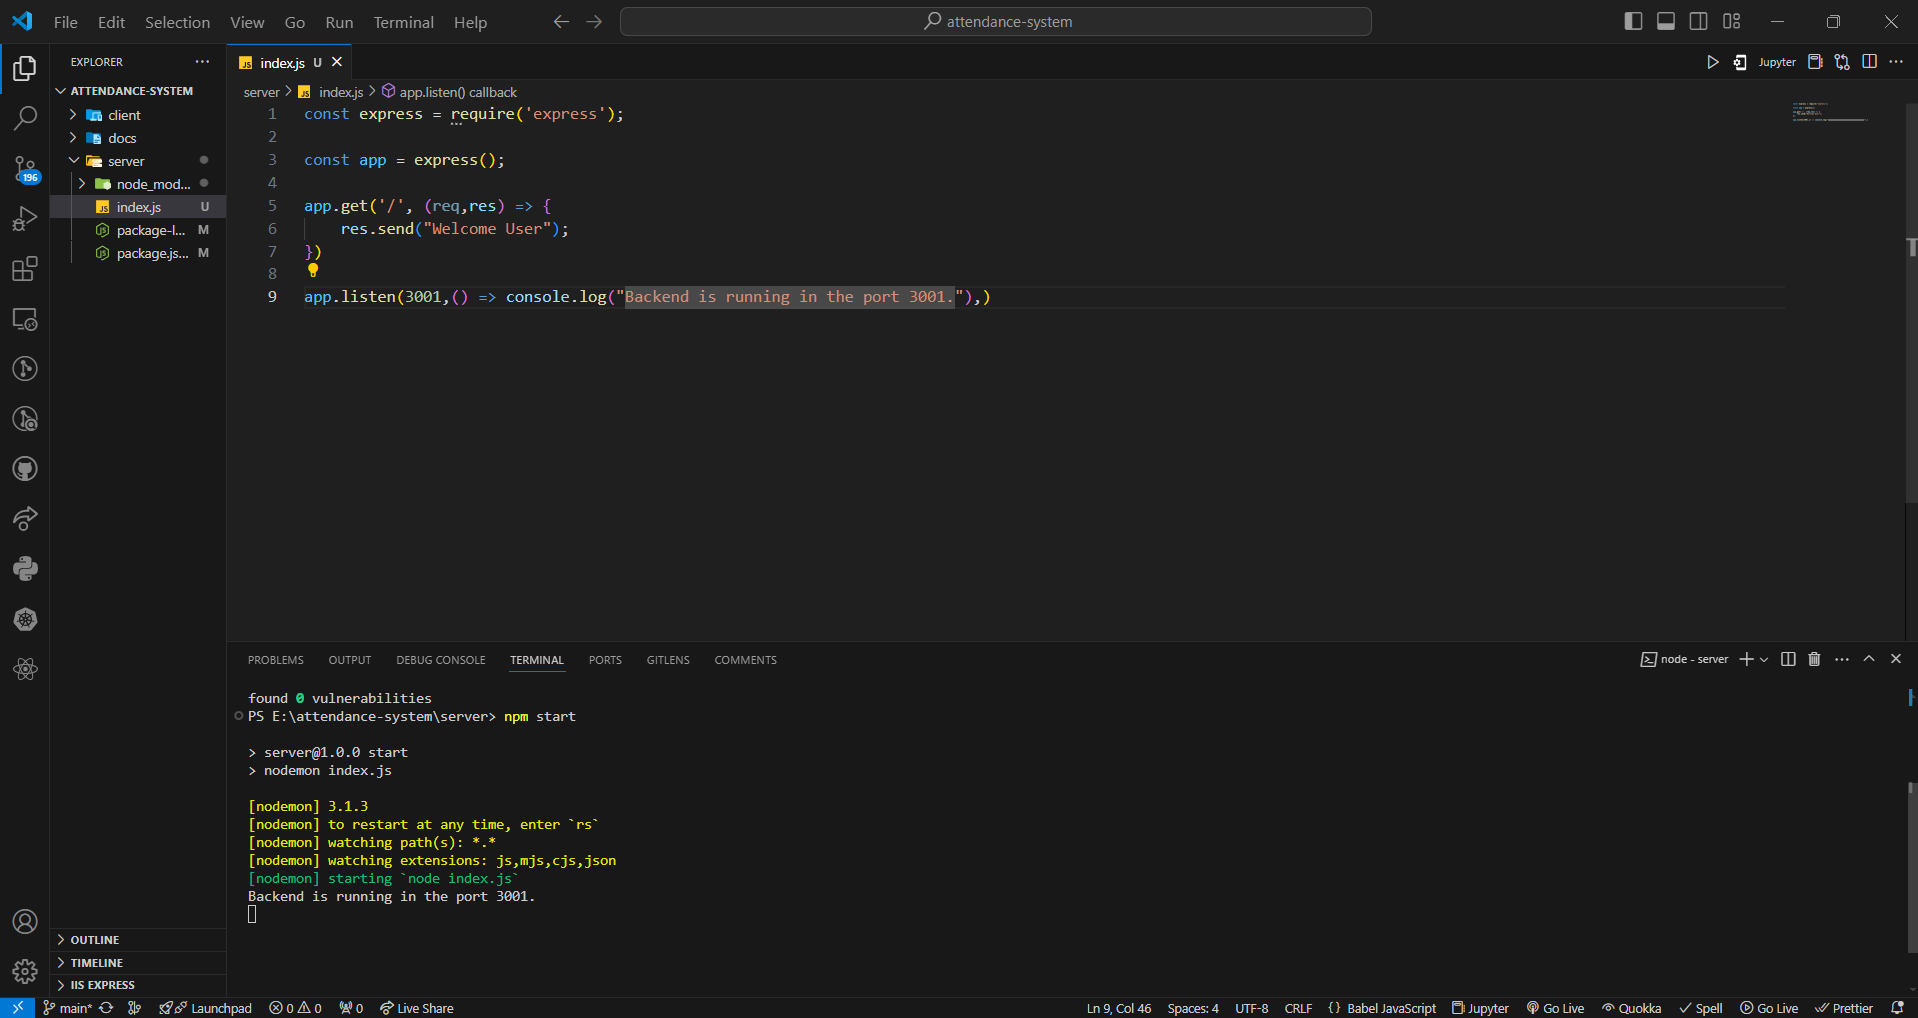 File Edit Selection View Go Run Terminal Help
attendance-system
EXPLORER
ATTENDANCE-SYSTEM
client
docs
server
node_mod...
index.js U
package-l... M
package.js... M
OUTLINE
TIMELINE
IIS EXPRESS
196
index.js U
Jupyter
server > index.js > app.listen() callback
1 const express = require('express');
2
3 const app = express();
4
5 app.get('/', (req,res) => {
6 res.send("Welcome User");
7 })
8
9 app.listen(3001,() => console.log("Backend is running in the port 3001."),)
PROBLEMS OUTPUT DEBUG CONSOLE TERMINAL PORTS GITLENS COMMENTS
node - server
found 0 vulnerabilities
PS E:\attendance-system\server> npm start
> server@1.0.0 start
> nodemon index.js
[nodemon] 3.1.3
[nodemon] to restart at any time, enter `rs`
[nodemon] watching path(s): *.*
[nodemon] watching extensions: js,mjs,cjs,json
[nodemon] starting `node index.js`
Backend is running in the port 3001.
main* Launchpad 0 0 0 Live Share Ln 9, Col 46 Spaces: 4 UTF-8 CRLF {} Babel JavaScript Jupyter Go Live Quokka Spell Go Live Prettier